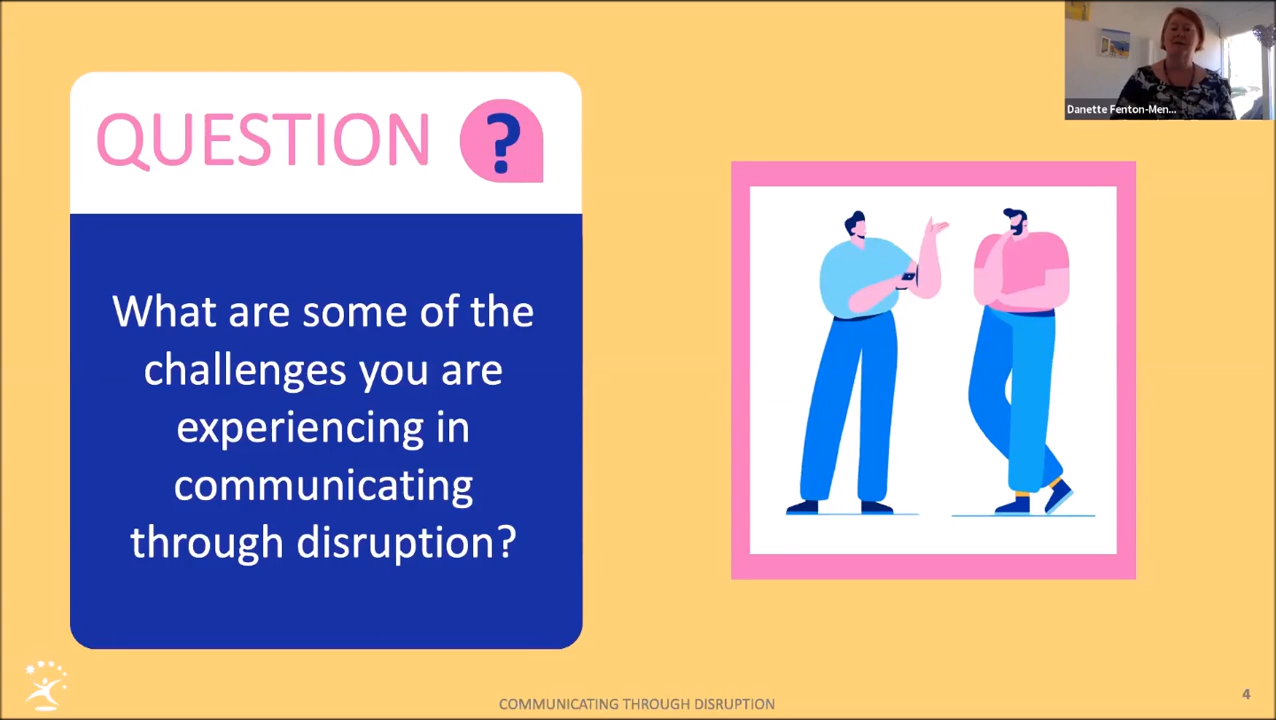 Danette Fenton-Men...
QUESTION ?
What are some of the
challenges you are
experiencing in
communicating
through disruption?
COMMUNICATING THROUGH DISRUPTION
4